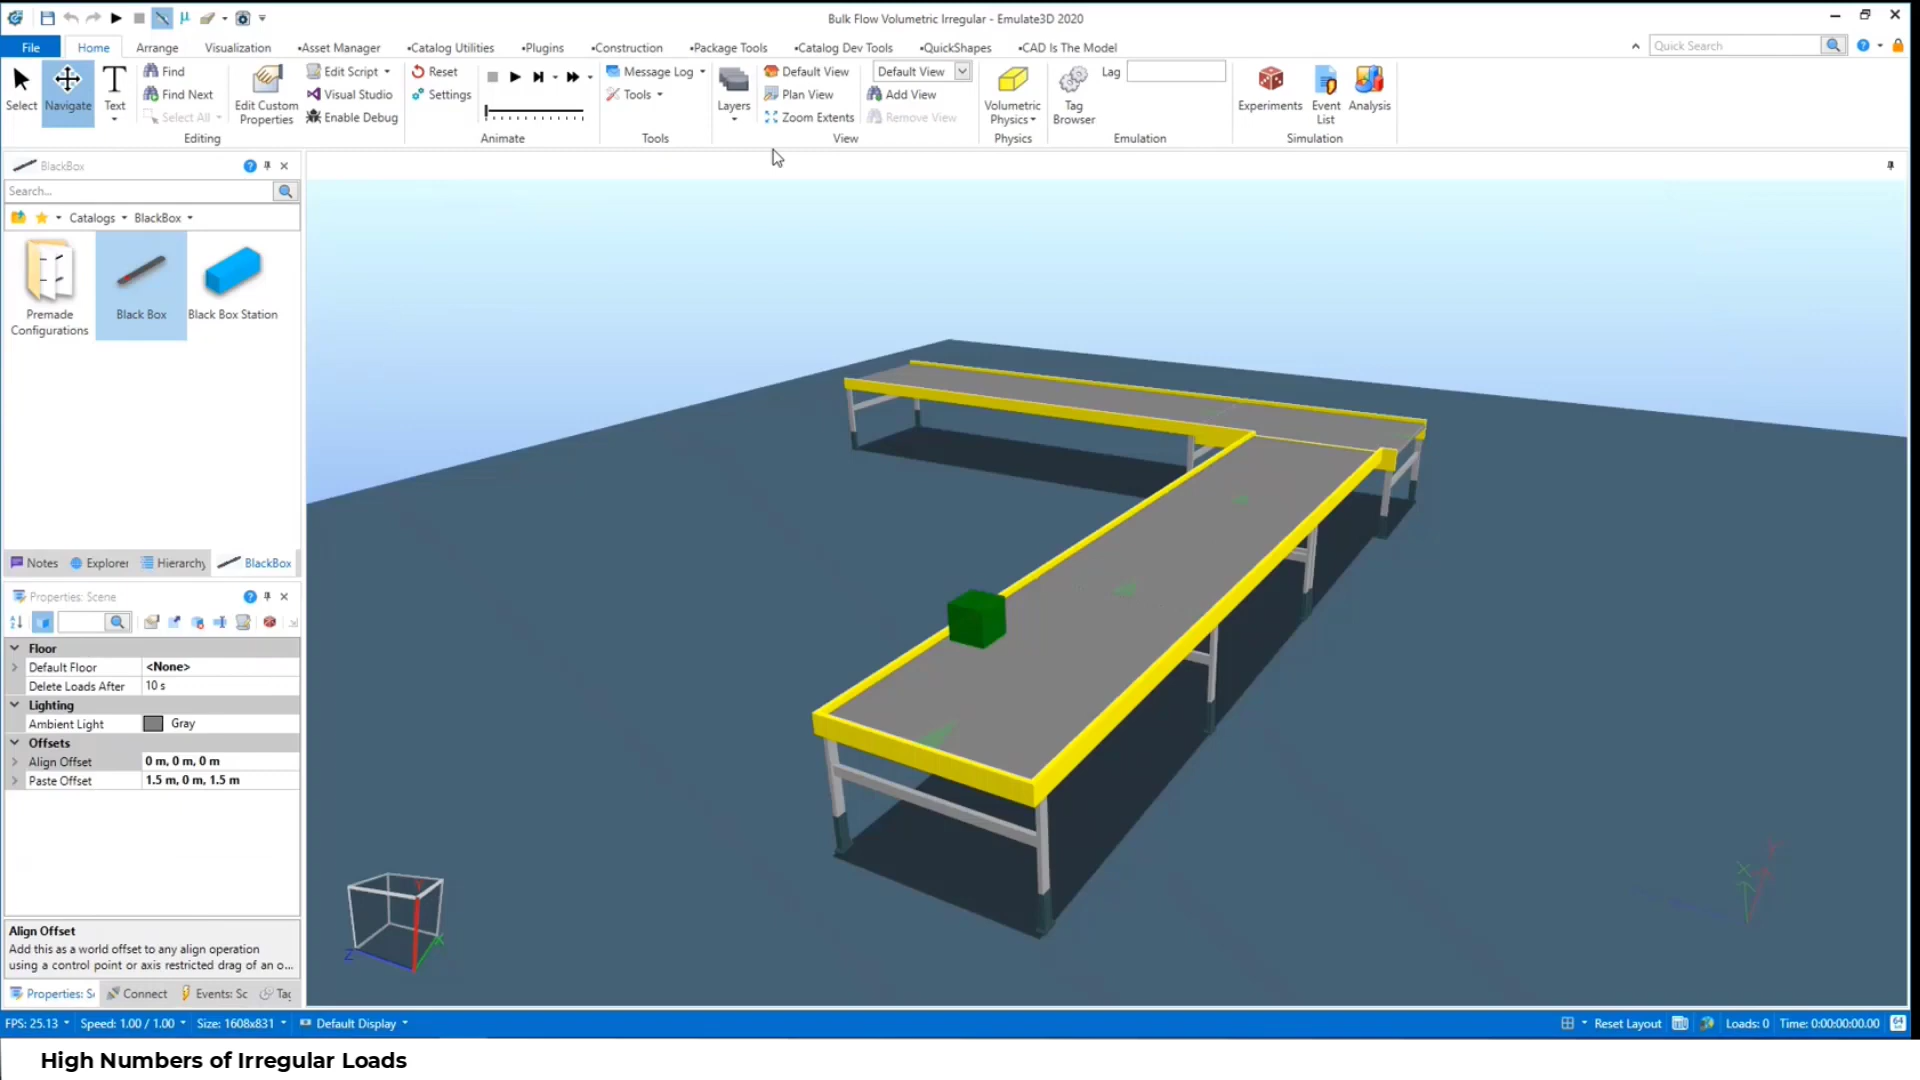 Bulk Flow Volumetric Irregular - Emulate3D 2020
File Home Arrange Visualization •Asset Manager •Catalog Utilities •Plugins •Construction •Package Tools •Catalog Dev Tools •QuickShapes •CAD Is The Model Quick Search
Select Navigate Text Find Find Next Select All Edit Custom Properties Edit Script Visual Studio Enable Debug Editing
Reset Settings Animate
Message Log Tools Tools
Layers Default View Plan View Zoom Extents Default View Add View Remove View View
Volumetric Physics Physics
Tag Browser Lag Emulation
Experiments Event List Analysis Simulation
BlackBox
Search...
Catalogs BlackBox
Premade Configurations Black Box Black Box Station
Notes Explorer Hierarchy BlackBox
Properties: Scene
Floor
Default Floor <None>
Delete Loads After 10 s
Lighting
Ambient Light Gray
Offsets
Align Offset 0 m, 0 m, 0 m
Paste Offset 1.5 m, 0 m, 1.5 m
Align Offset
Add this as a world offset to any align operation
using a control point or axis restricted drag of an o...
Properties: Sc Connect Events: Sc Tag
Y
Z X
X Y
FPS: 25.13 Speed: 1.00 / 1.00 Size: 1608x831 Default Display Reset Layout Loads: 0 Time: 0:00:00:00.00 64
High Numbers of Irregular Loads